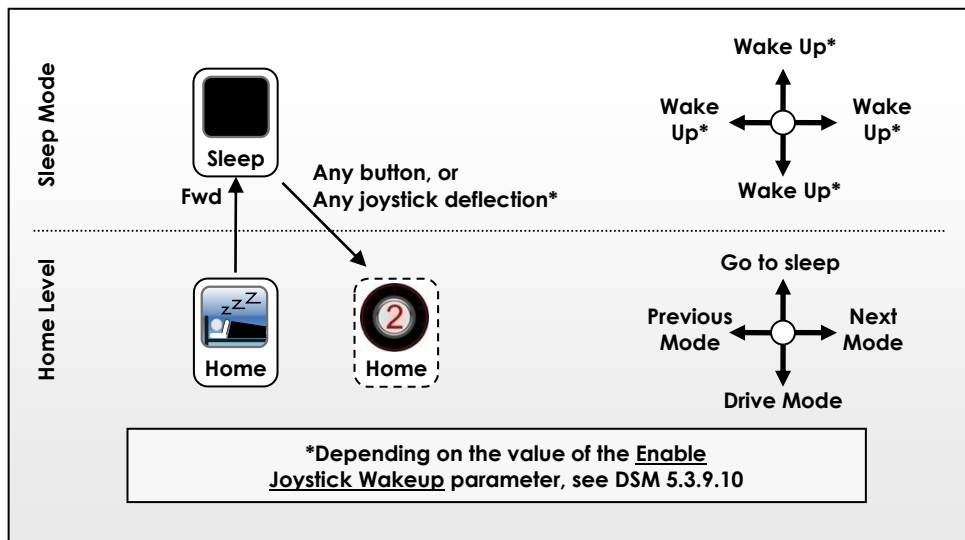 Sleep Mode
Sleep
Fwd
Any button, or
Any joystick deflection*
Wake Up*
Wake
Up*
Wake
Up*
Wake Up*
Home Level
zzZ
Home
2
Home
Go to sleep
Previous
Mode
Next
Mode
Drive Mode
*Depending on the value of the Enable
Joystick Wakeup parameter, see DSM 5.3.9.10